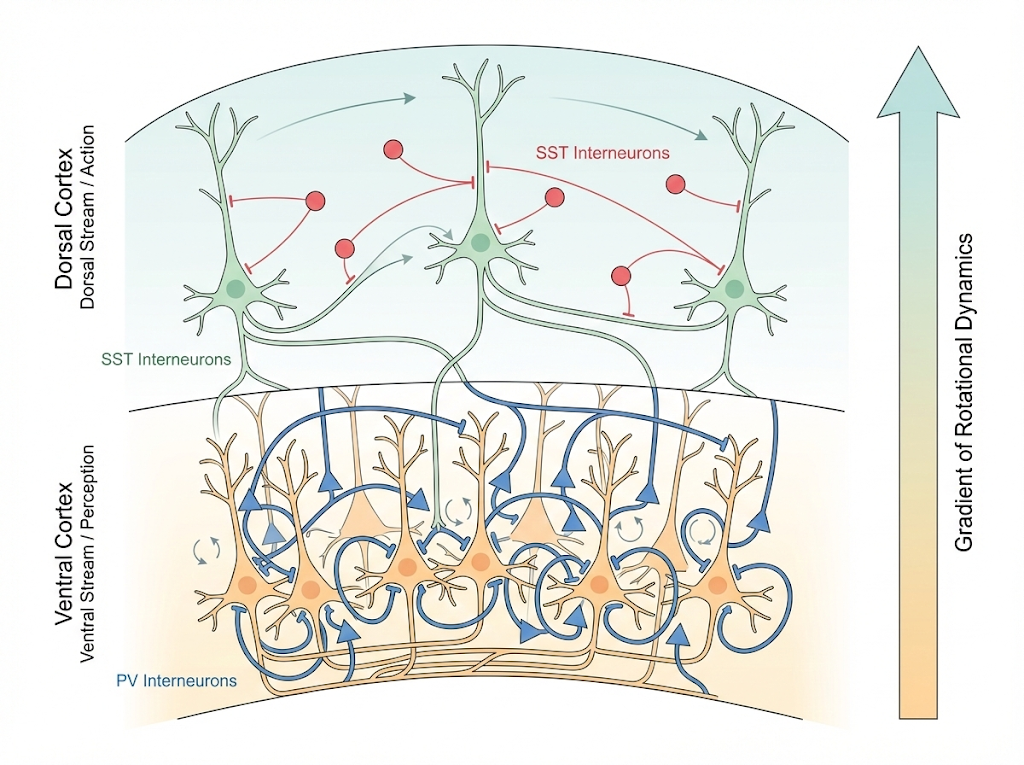 Dorsal Cortex
Dorsal Stream / Action
SST Interneurons
SST Interneurons
Ventral Cortex
Ventral Stream / Perception
PV Interneurons
Gradient of Rotational Dynamics